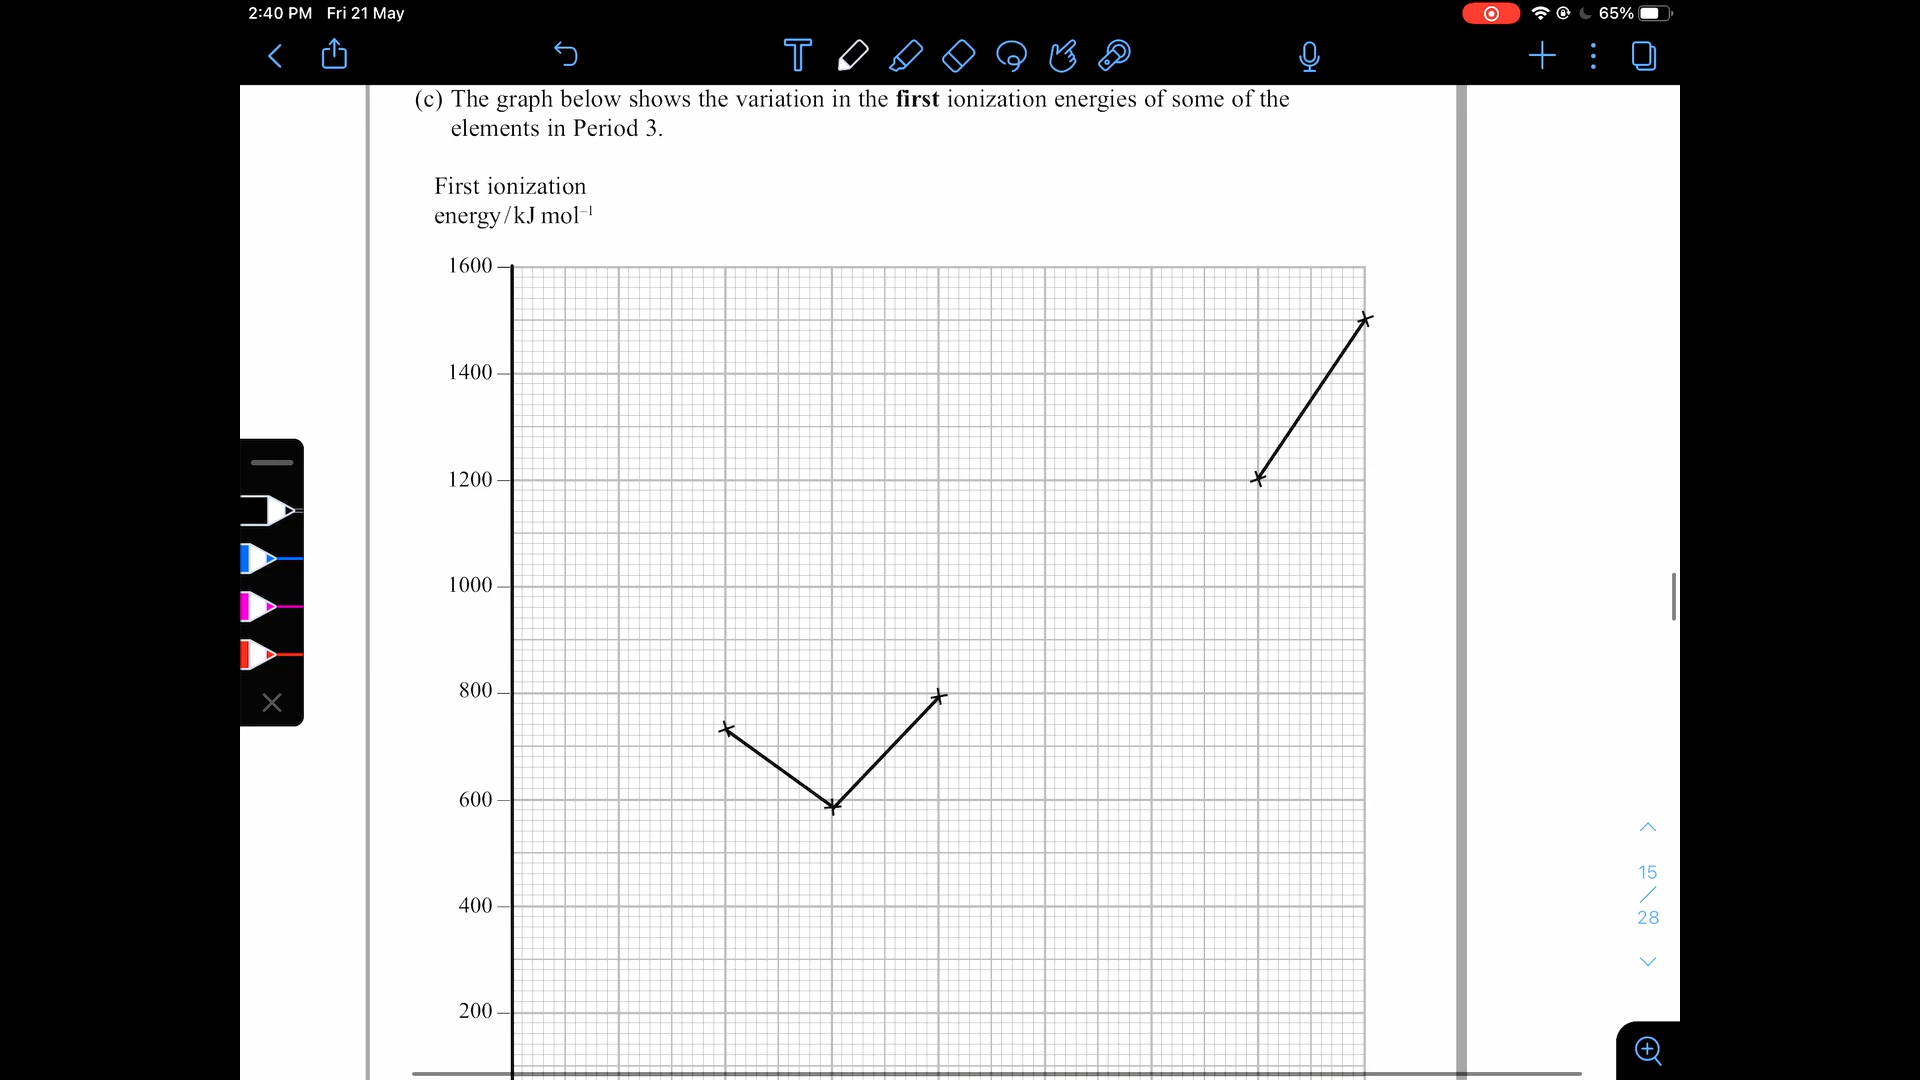 2:40 PM Fri 21 May
65%
(c) The graph below shows the variation in the first ionization energies of some of the
elements in Period 3.
First ionization
energy/kJ mol⁻¹
1600
1400
1200
1000
800
600
400
200
15
/
28